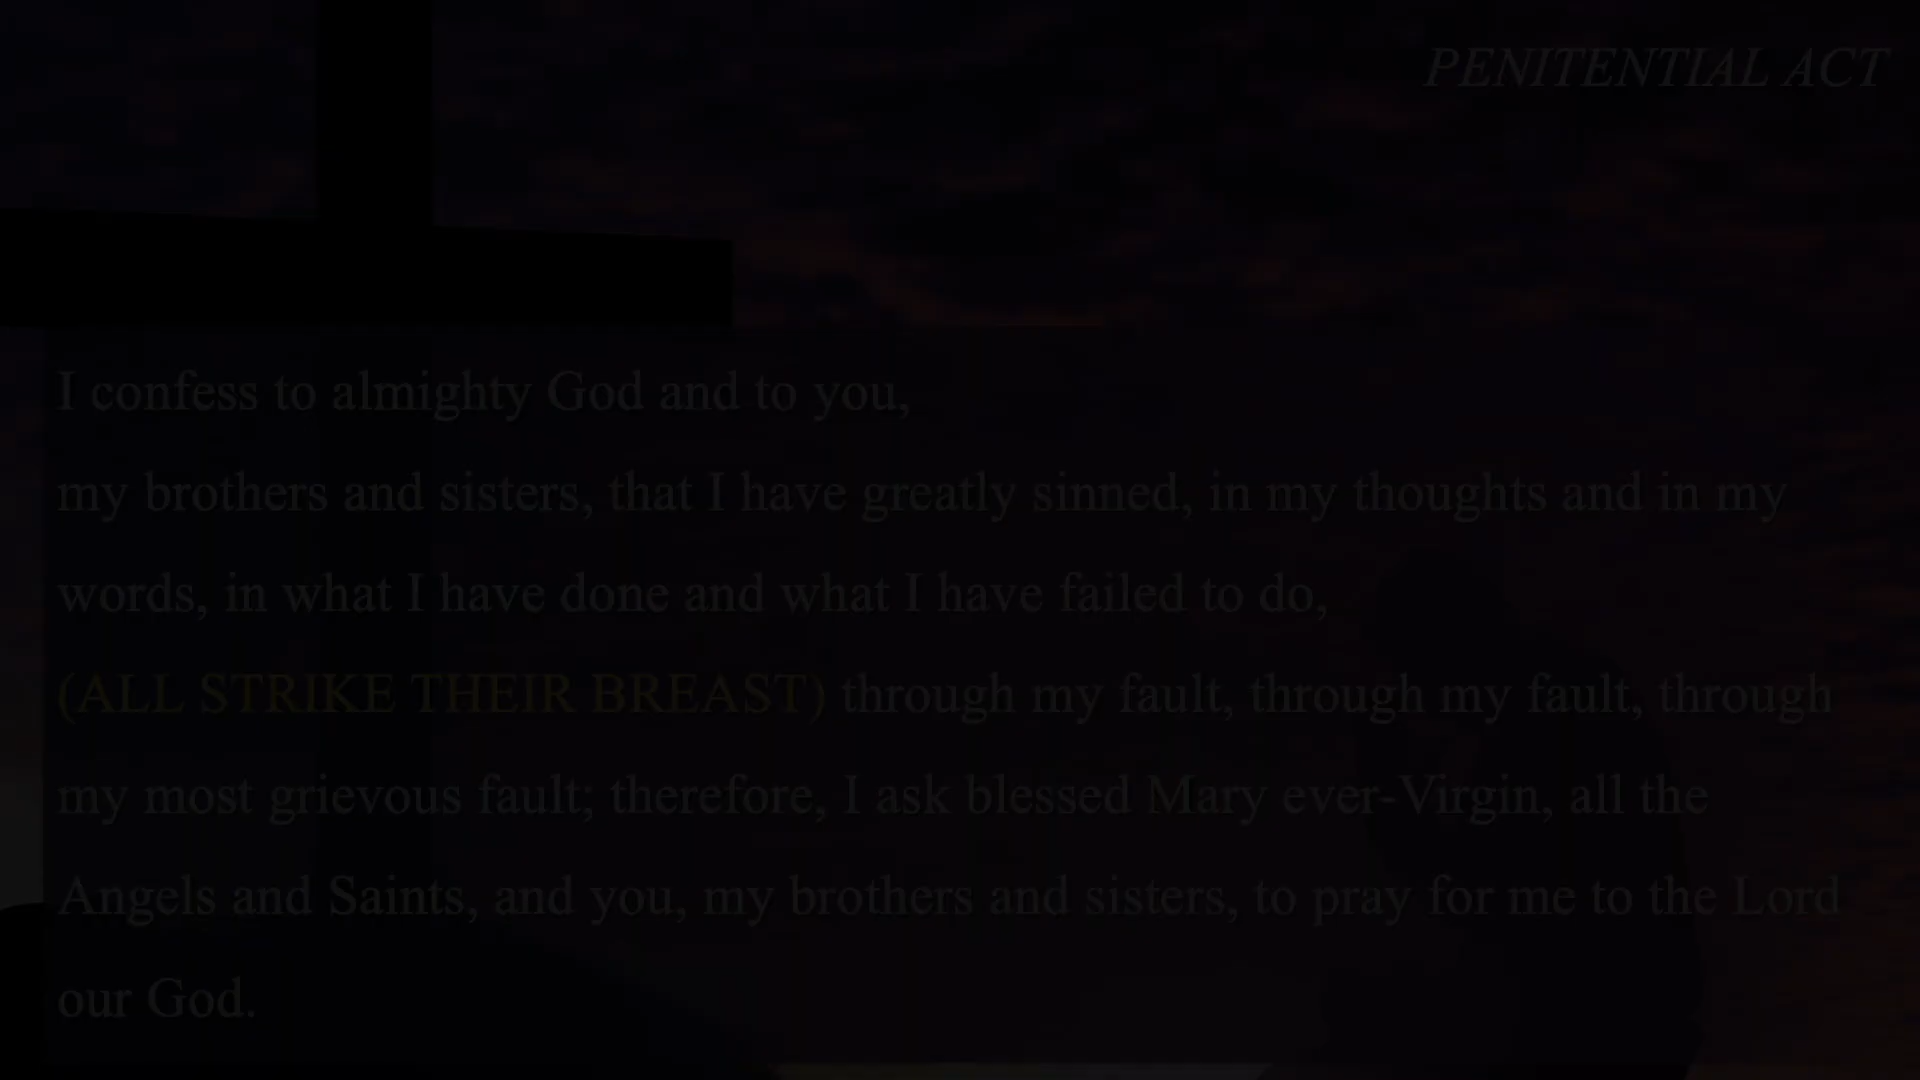 PENITENTIAL ACT
I confess to almighty God and to you,
my brothers and sisters, that I have greatly sinned, in my thoughts and in my
words, in what I have done and what I have failed to do,
(ALL STRIKE THEIR BREAST) through my fault, through my fault, through
my most grievous fault; therefore, I ask blessed Mary ever-Virgin, all the
Angels and Saints, and you, my brothers and sisters, to pray for me to the Lord
our God.